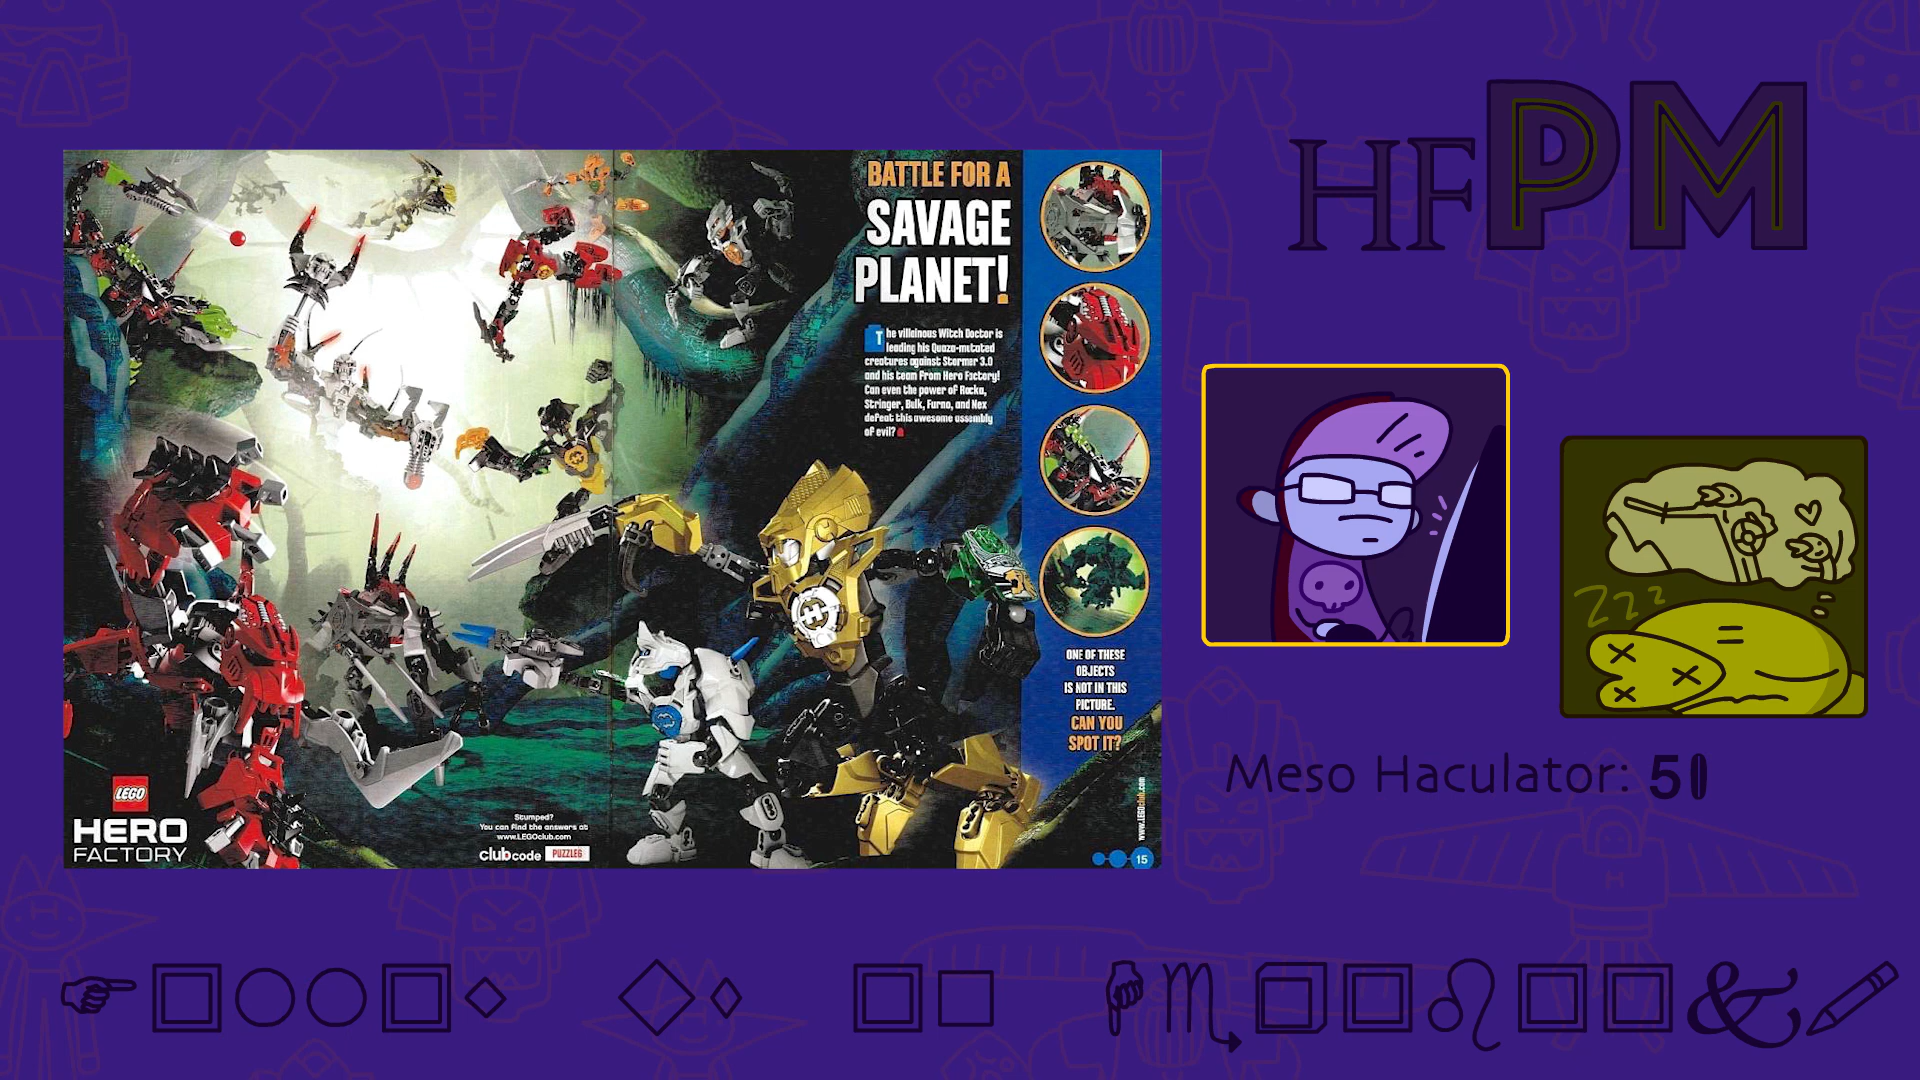 HFPM
BATTLE FOR A
SAVAGE
PLANET!
The villainous Witch Doctor is
leading his Quaza-mutated
creatures against Stormer 3.0
and his team from Hero Factory!
Can even the power of Rocka,
Stringer, Bulk, Furno, and Nex
defeat this awesome assembly
of evil?
ONE OF THESE
OBJECTS
IS NOT IN THIS
PICTURE.
CAN YOU
SPOT IT?
www.LEGOclub.com
15
LEGO
HERO
FACTORY
Stumped?
You can find the answers at
www.LEGOclub.com
clubcode PUZZLE6
ZZZ
Meso Haculator: 50
☞□●●□⬥ ◆⬧ □■ ☟♏❒□♌□□&✏